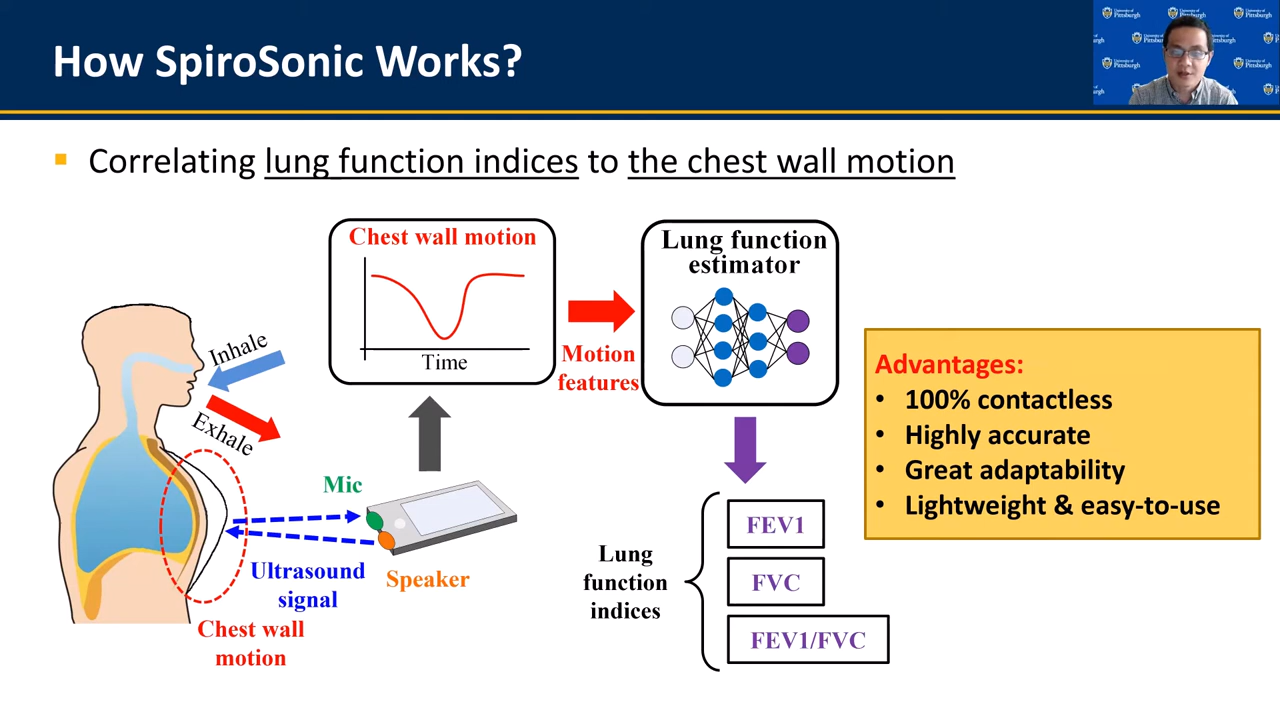 How SpiroSonic Works?
University of
Pittsburgh
▪ Correlating lung function indices to the chest wall motion
Chest wall motion
Time
Motion
features
Lung function
estimator
Inhale
Exhale
Mic
Speaker
Ultrasound
signal
Chest wall
motion
Lung
function
indices
FEV1
FVC
FEV1/FVC
Advantages:
• 100% contactless
• Highly accurate
• Great adaptability
• Lightweight & easy-to-use